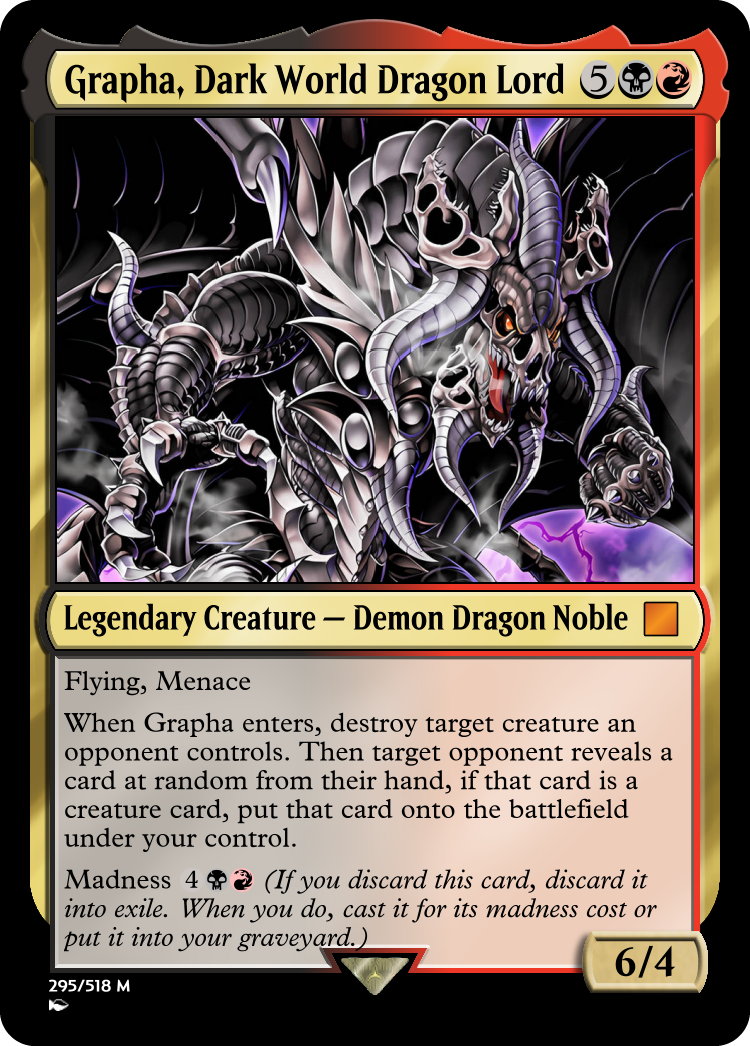 Grapha, Dark World Dragon Lord 5
Legendary Creature — Demon Dragon Noble
Flying, Menace
When Grapha enters, destroy target creature an
opponent controls. Then target opponent reveals a
card at random from their hand, if that card is a
creature card, put that card onto the battlefield
under your control.
Madness 4 (If you discard this card, discard it
into exile. When you do, cast it for its madness cost or
put it into your graveyard.)
6/4
295/518 M